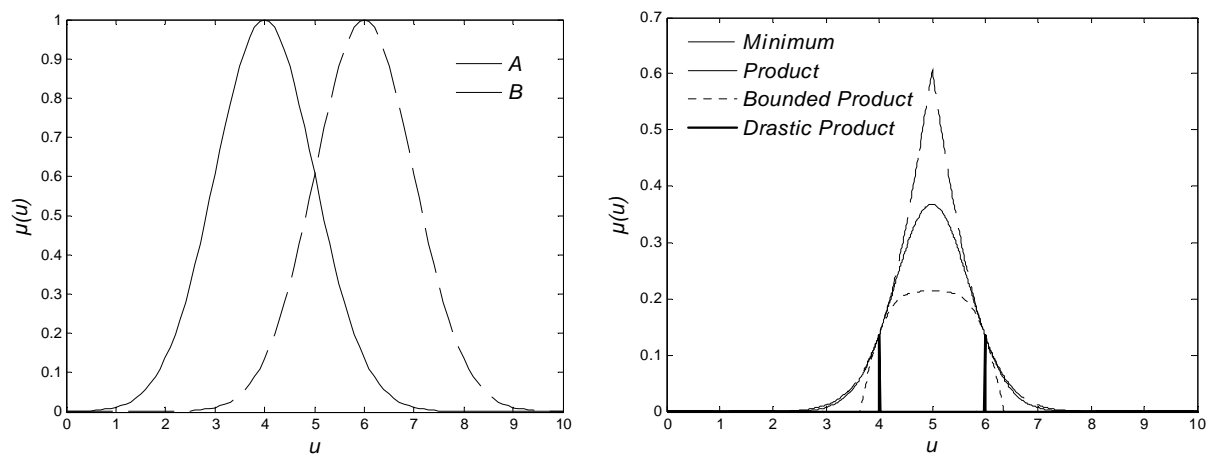 1
0.9
0.8
0.7
0.6
0.5
0.4
0.3
0.2
0.1
0
μ(u)
A
B
0 1 2 3 4 5 6 7 8 9 10
u
0.7
0.6
0.5
0.4
0.3
0.2
0.1
0
μ(u)
Minimum
Product
Bounded Product
Drastic Product
0 1 2 3 4 5 6 7 8 9 10
u